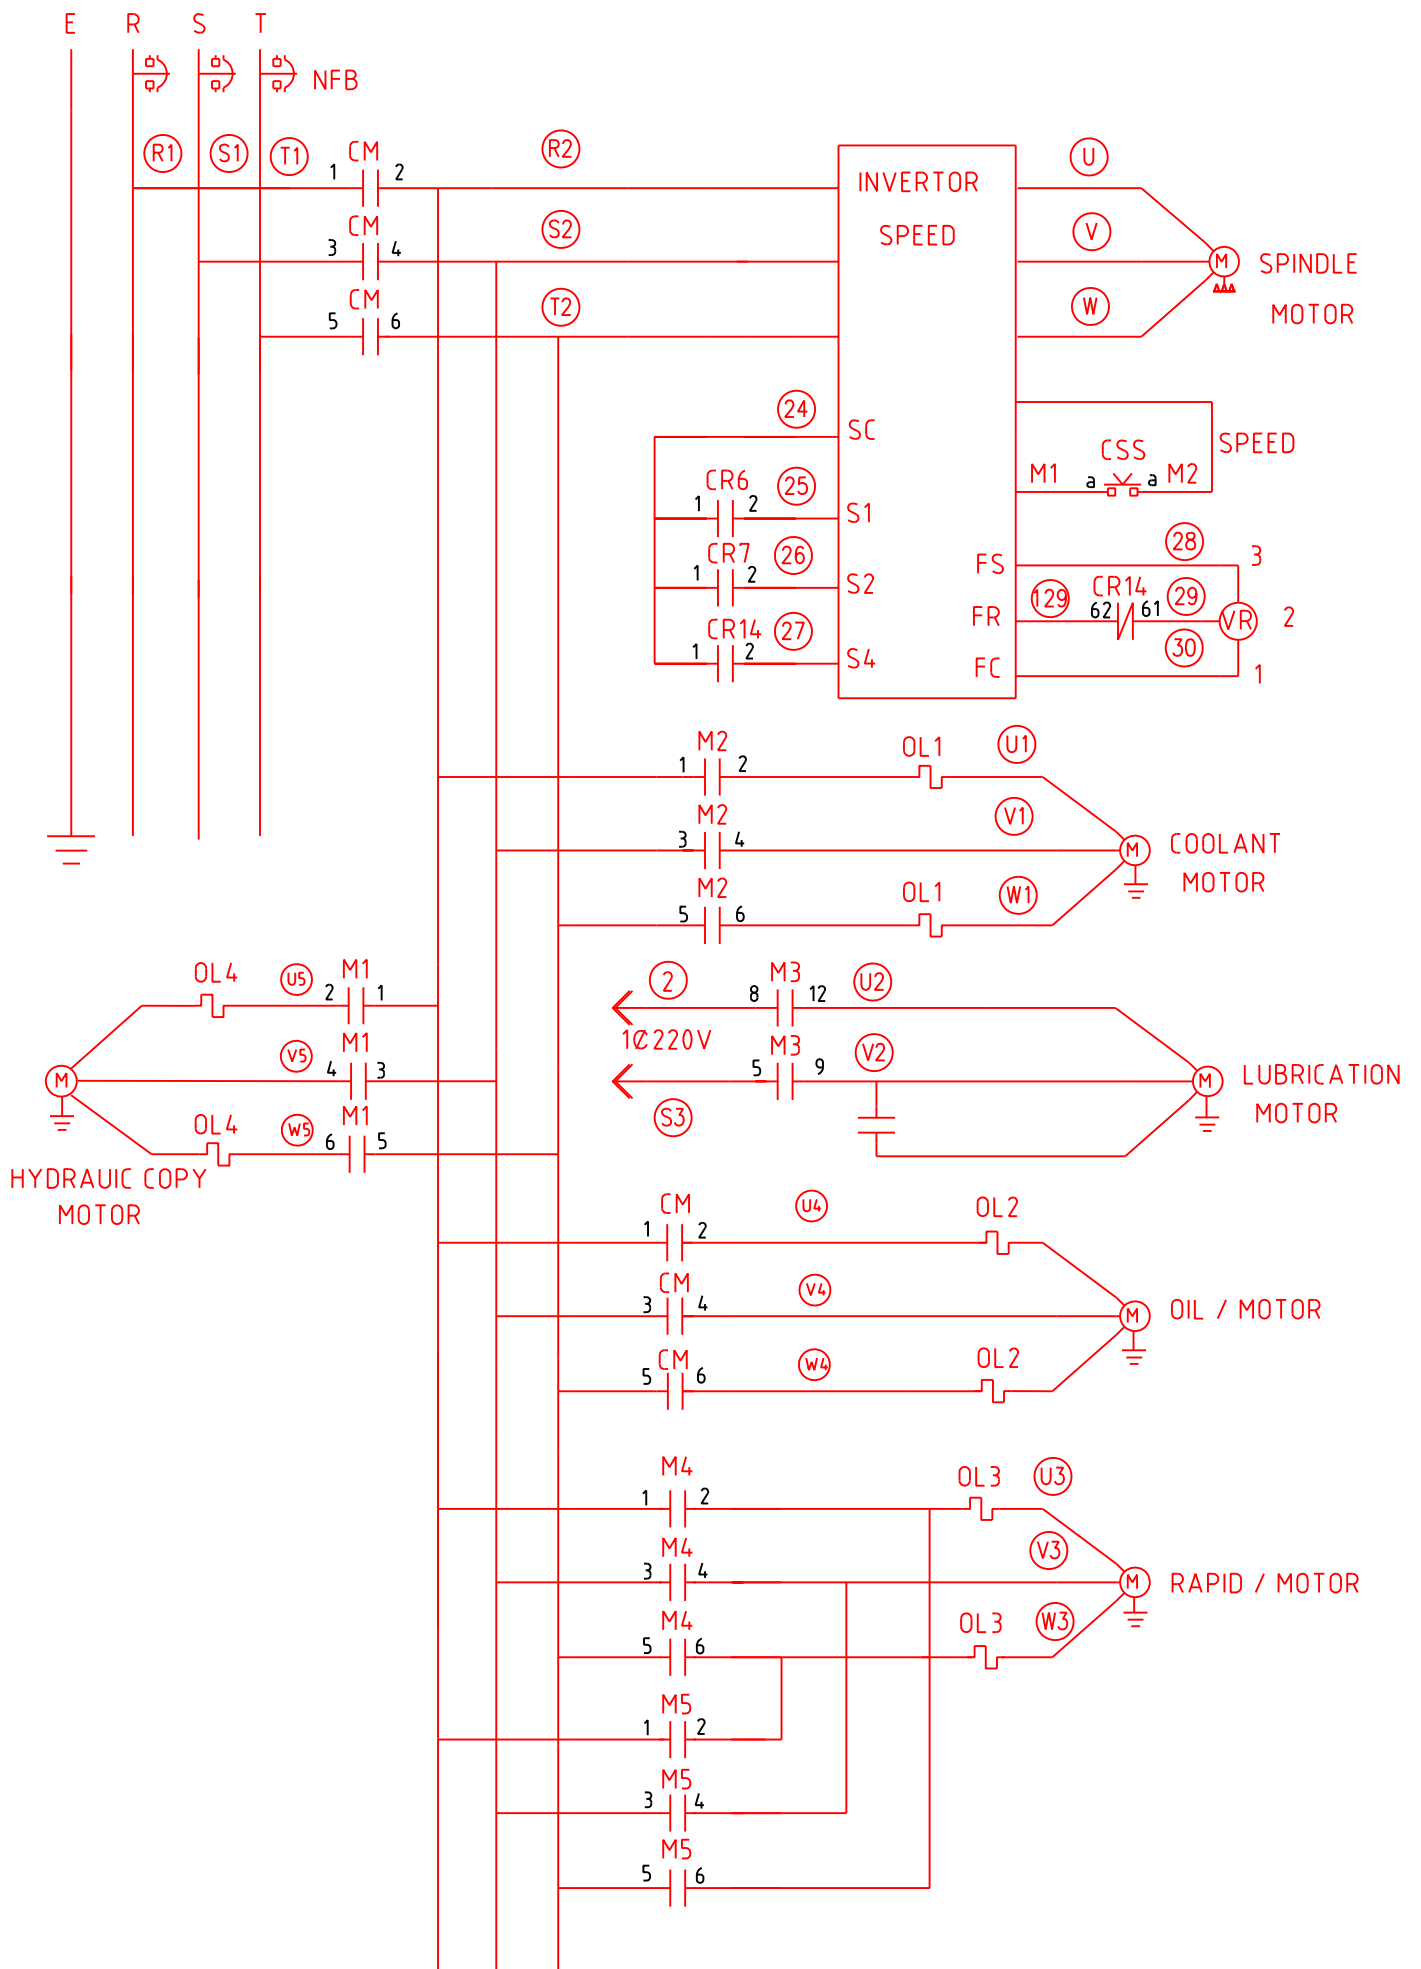 E R S T
NFB
R1 S1 T1 CM R2 U
1 2 INVERTOR
CM S2 SPEED V
3 4 M SPINDLE
CM T2 W MOTOR
5 6
24 SC
SPEED
CSS
M1 a a M2
CR6 25
1 2 S1
CR7 26 FS 28 3
1 2 S2
129 CR14 29
FR 62 61 VR 2
CR14 27 30
1 2 S4 FC 1
M2 OL1 U1
1 2
M2 V1
3 4 M COOLANT
MOTOR
M2 OL1 W1
5 6
OL4 U5 M1 2 M3 U2
2 1 8 12
V5 M1 1₵220V M3 V2
M 4 3 5 9 M LUBRICATION
MOTOR
OL4 W5 M1 S3
6 5
HYDRAUIC COPY
MOTOR
CM U4 OL2
1 2
CM V4
3 4 M OIL / MOTOR
CM W4 OL2
5 6
M4 OL3 U3
1 2
M4 V3
3 4 M RAPID / MOTOR
M4 OL3 W3
5 6
M5
1 2
M5
3 4
M5
5 6